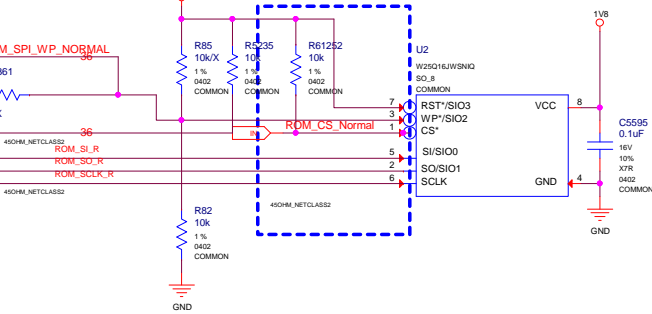 1V8
M_SPI_WP_NORMAL
36
R85
10k/X
1 %
0402
COMMON
R5235
10k
1 %
0402
COMMON
R61252
10k
1 %
0402
COMMON
U2
W25Q16JWSNIQ
SO_8
COMMON
861
7
RST*/SIO3
3
WP*/SIO2
1
CS*
5
SI/SIO0
2
SO/SIO1
6
SCLK
VCC
8
GND
4
C5595
0.1uF
16V
10%
X7R
0402
COMMON
GND
IN
ROM_CS_Normal
36
45OHM_NETCLASS2
ROM_SI_R
ROM_SO_R
ROM_SCLK_R
45OHM_NETCLASS2
45OHM_NETCLASS2
R82
10k
1 %
0402
COMMON
GND